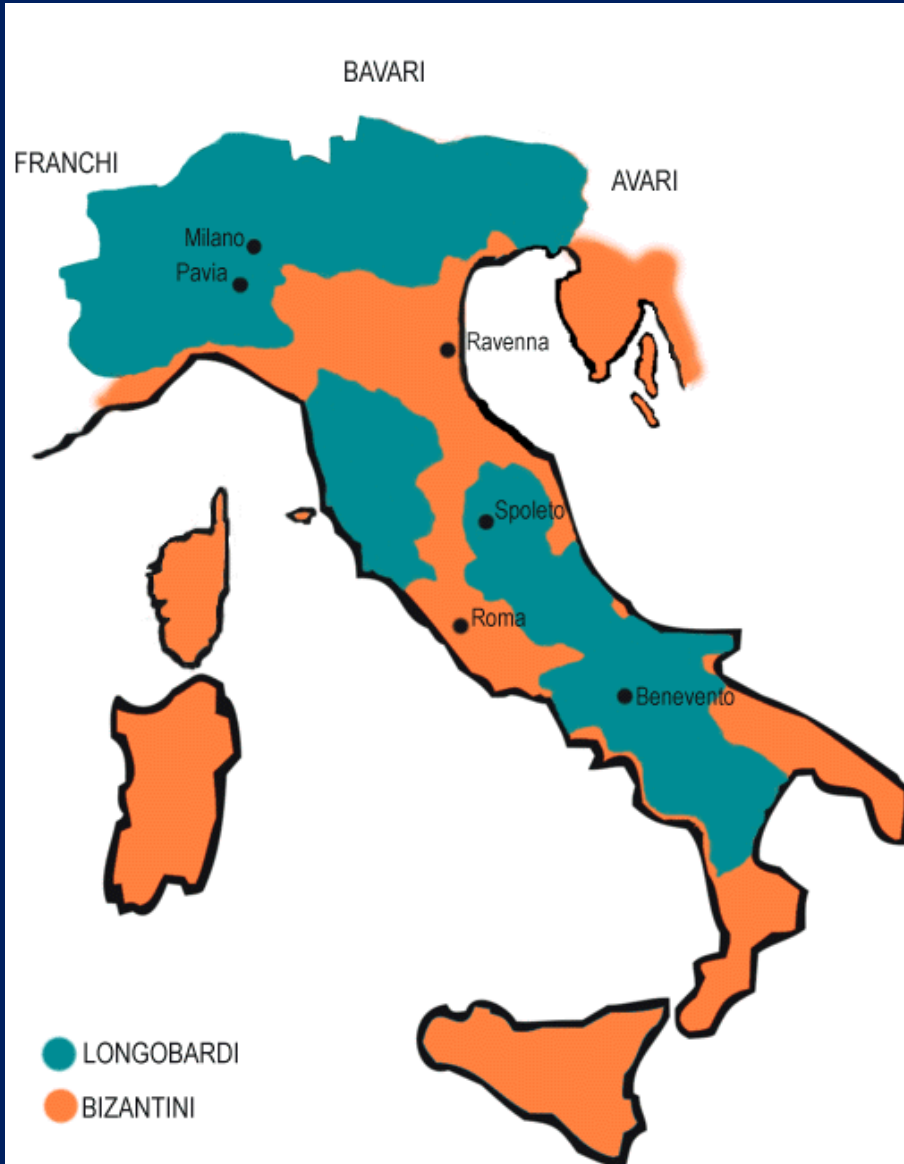 BAVARI
FRANCHI
AVARI
Milano
Pavia
Ravenna
Spoleto
Roma
Benevento
LONGOBARDI
BIZANTINI